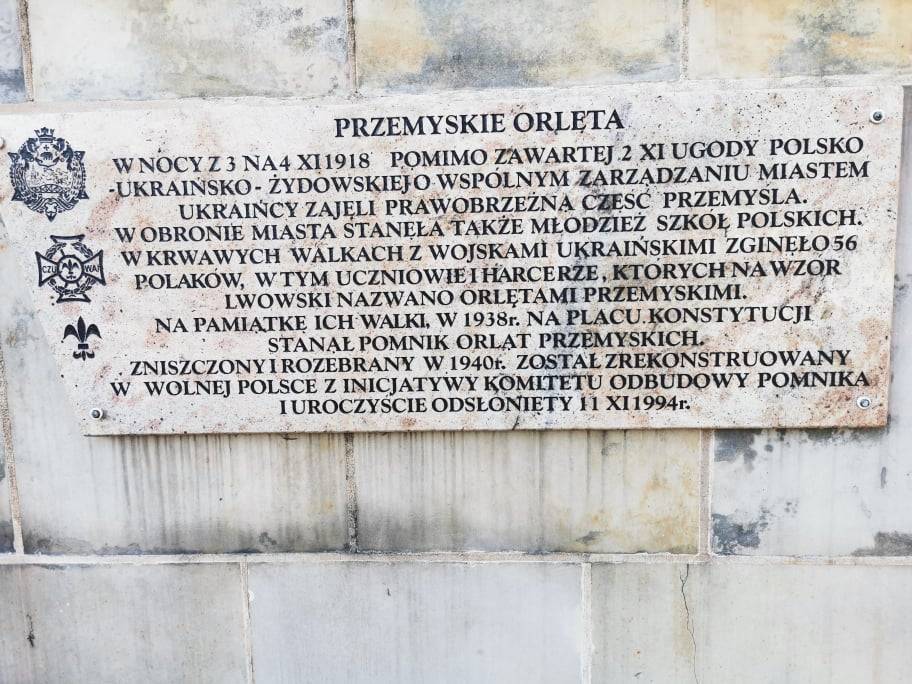 PRZEMYSKIE ORLĘTA
W NOCY Z 3 NA 4 XI 1918 POMIMO ZAWARTEJ 2 XI UGODY POLSKO
-UKRAIŃSKO - ŻYDOWSKIEJ O WSPÓLNYM ZARZĄDZANIU MIASTEM
UKRAIŃCY ZAJĘLI PRAWOBRZEŻNĄ CZĘŚĆ PRZEMYŚLA.
W OBRONIE MIASTA STANĘŁA TAKŻE MŁODZIEŻ SZKÓŁ POLSKICH.
W KRWAWYCH WALKACH Z WOJSKAMI UKRAIŃSKIMI ZGINĘŁO 56
POLAKÓW, W TYM UCZNIOWIE I HARCERZE, KTÓRYCH NA WZÓR
LWOWSKI NAZWANO ORLĘTAMI PRZEMYSKIMI.
NA PAMIĄTKĘ ICH WALKI, W 1938r. NA PLACU KONSTYTUCJI
STANĄŁ POMNIK ORLĄT PRZEMYSKICH.
ZNISZCZONY I ROZEBRANY W 1940r. ZOSTAŁ ZREKONSTRUOWANY
W WOLNEJ POLSCE Z INICJATYWY KOMITETU ODBUDOWY POMNIKA
I UROCZYŚCIE ODSŁONIĘTY 11 XI 1994r.
CZUWAJ